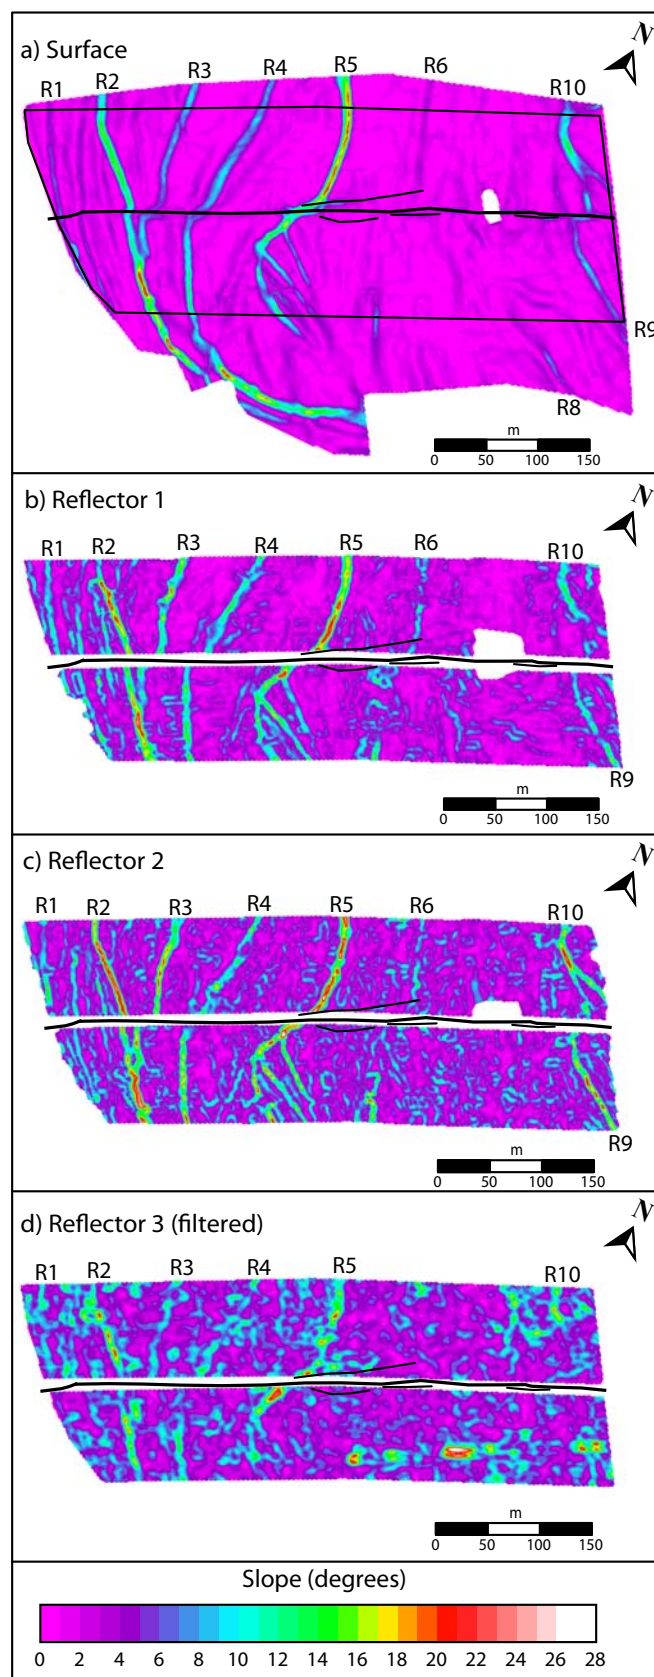 a) Surface
N
R1 R2 R3 R4 R5 R6 R10
R9
R8
m
0 50 100 150
b) Reflector 1
N
R1 R2 R3 R4 R5 R6 R10
R9
m
0 50 100 150
c) Reflector 2
N
R1 R2 R3 R4 R5 R6 R10
R9
m
0 50 100 150
d) Reflector 3 (filtered)
N
R1 R2 R3 R4 R5 R10
m
0 50 100 150
Slope (degrees)
0 2 4 6 8 10 12 14 16 18 20 22 24 26 28